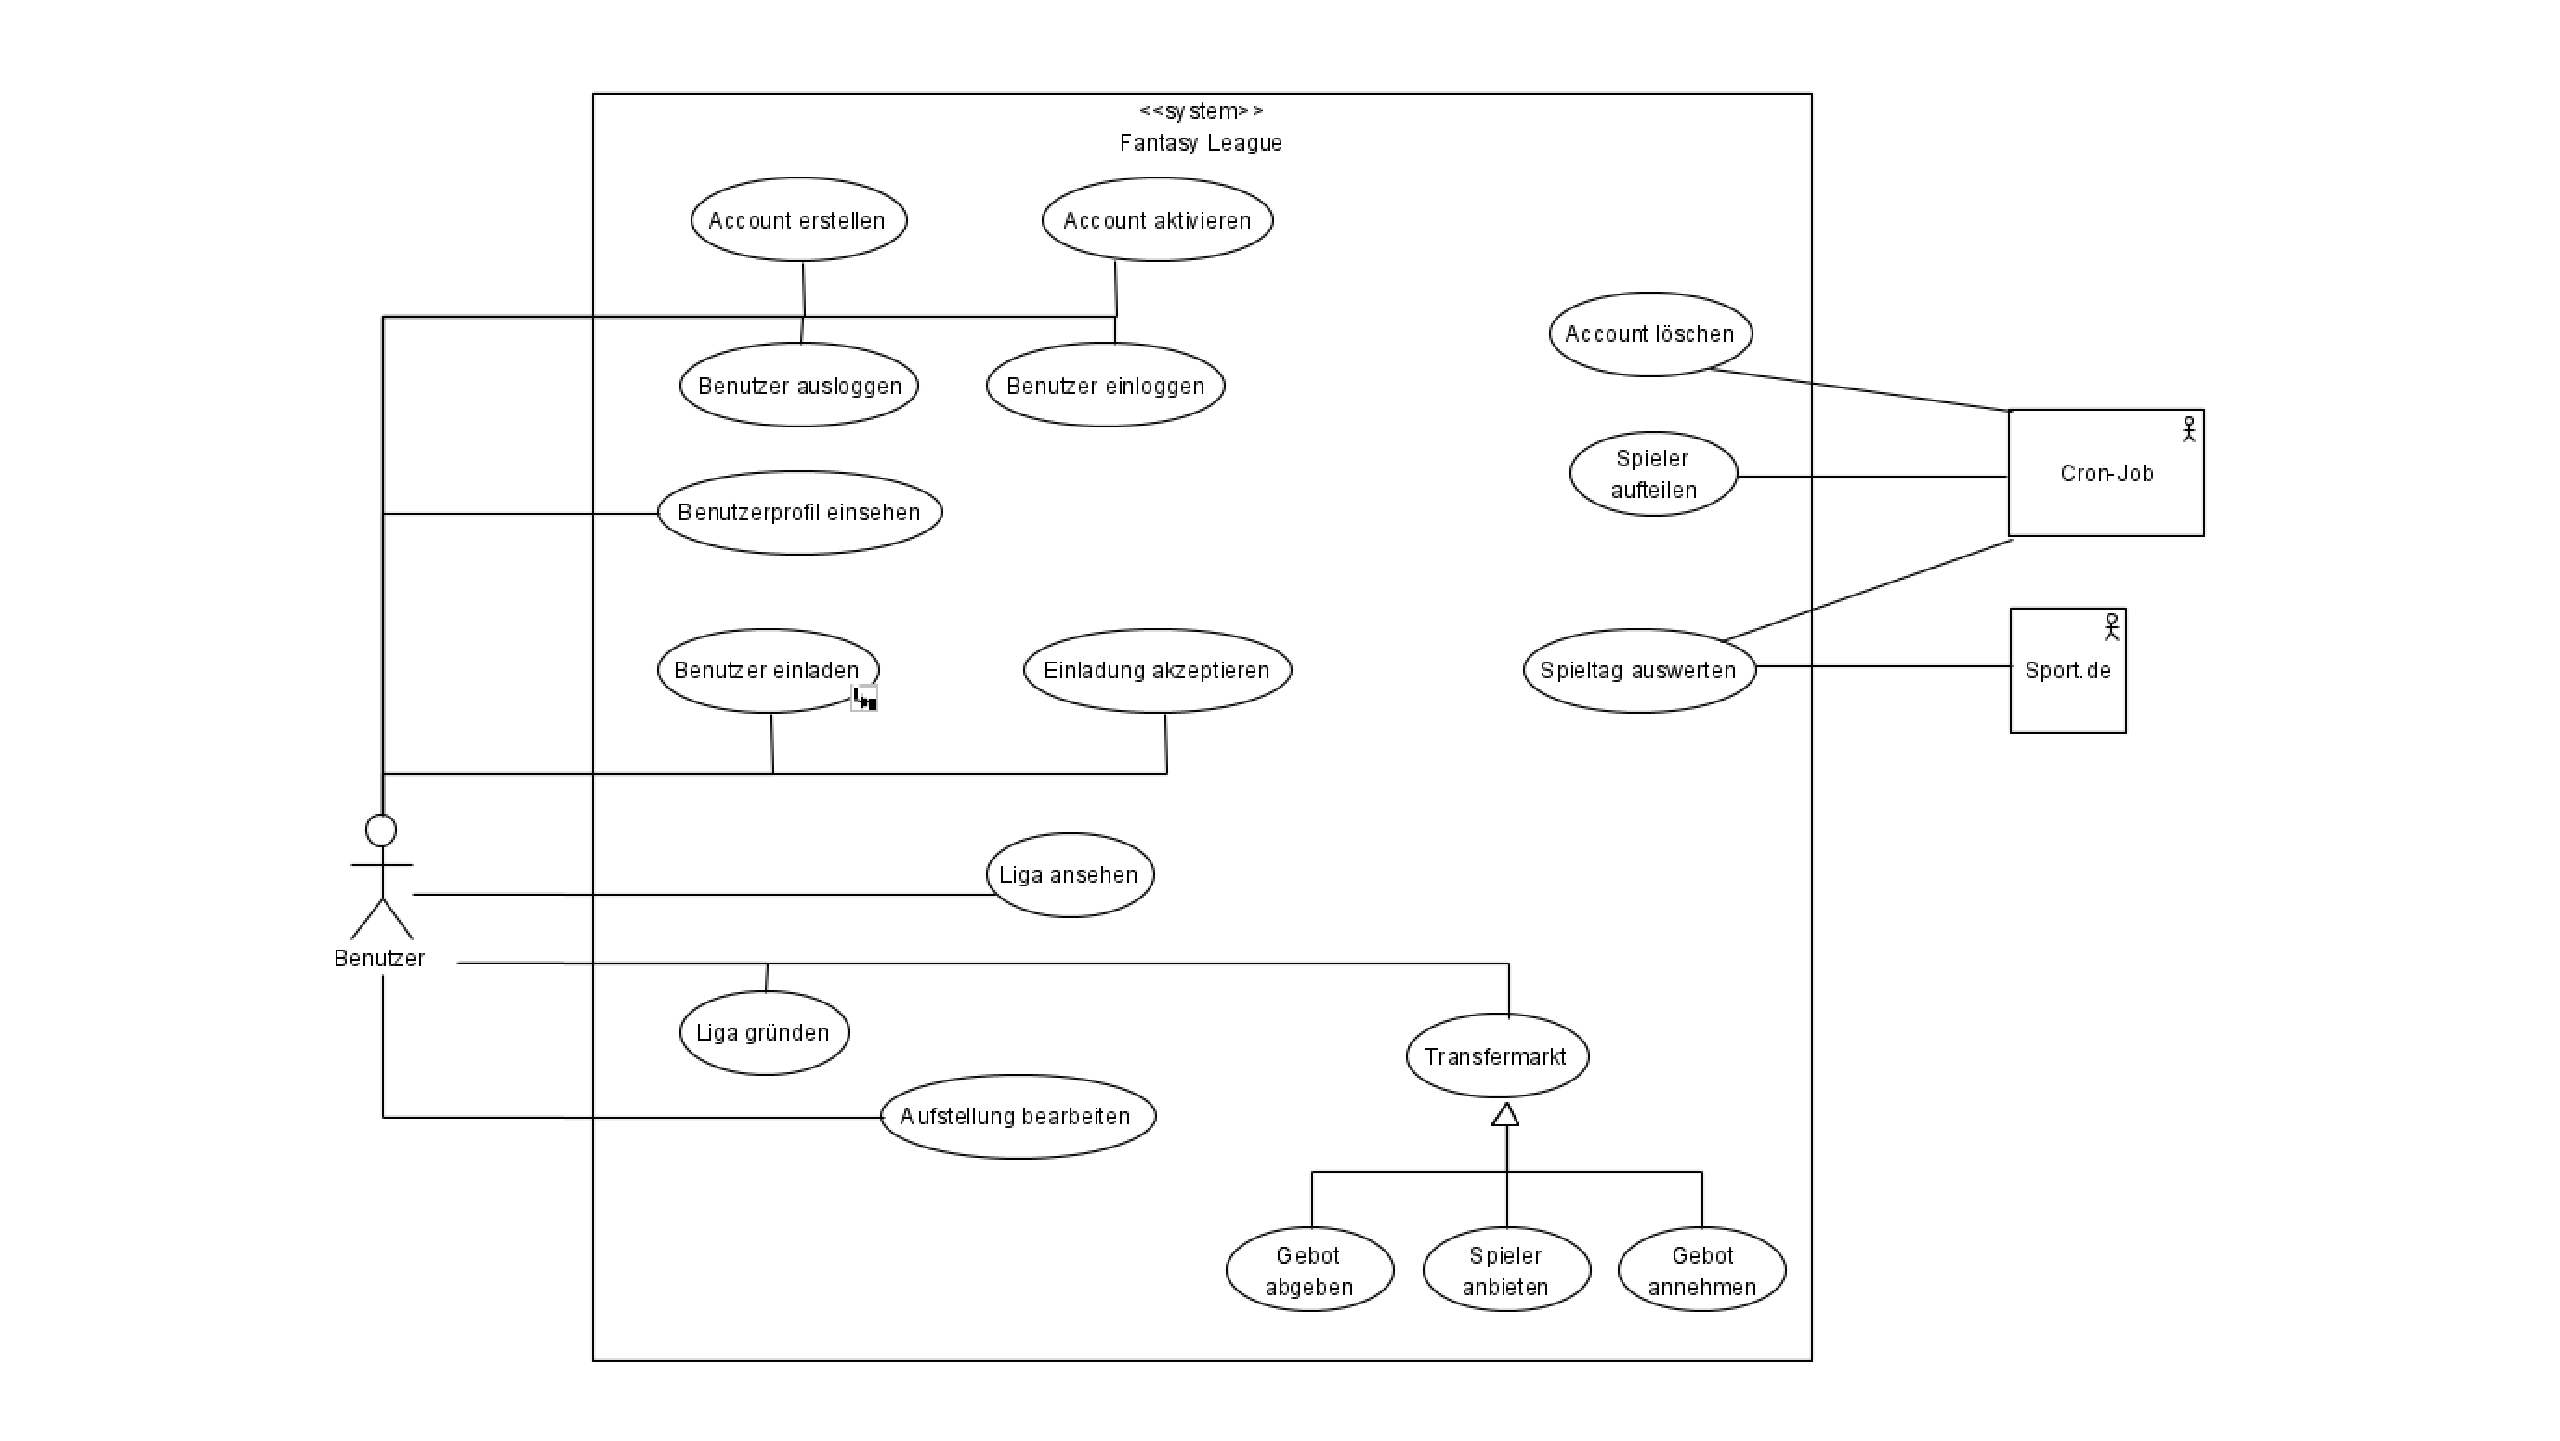 <<system>>
Fantasy League
Account erstellen
Account aktivieren
Account löschen
Benutzer ausloggen
Benutzer einloggen
Spieler
aufteilen
Cron-Job
Benutzerprofil einsehen
Benutzer einladen
Einladung akzeptieren
Spieltag auswerten
Sport.de
Liga ansehen
Benutzer
Liga gründen
Transfermarkt
Aufstellung bearbeiten
Gebot
abgeben
Spieler
anbieten
Gebot
annehmen